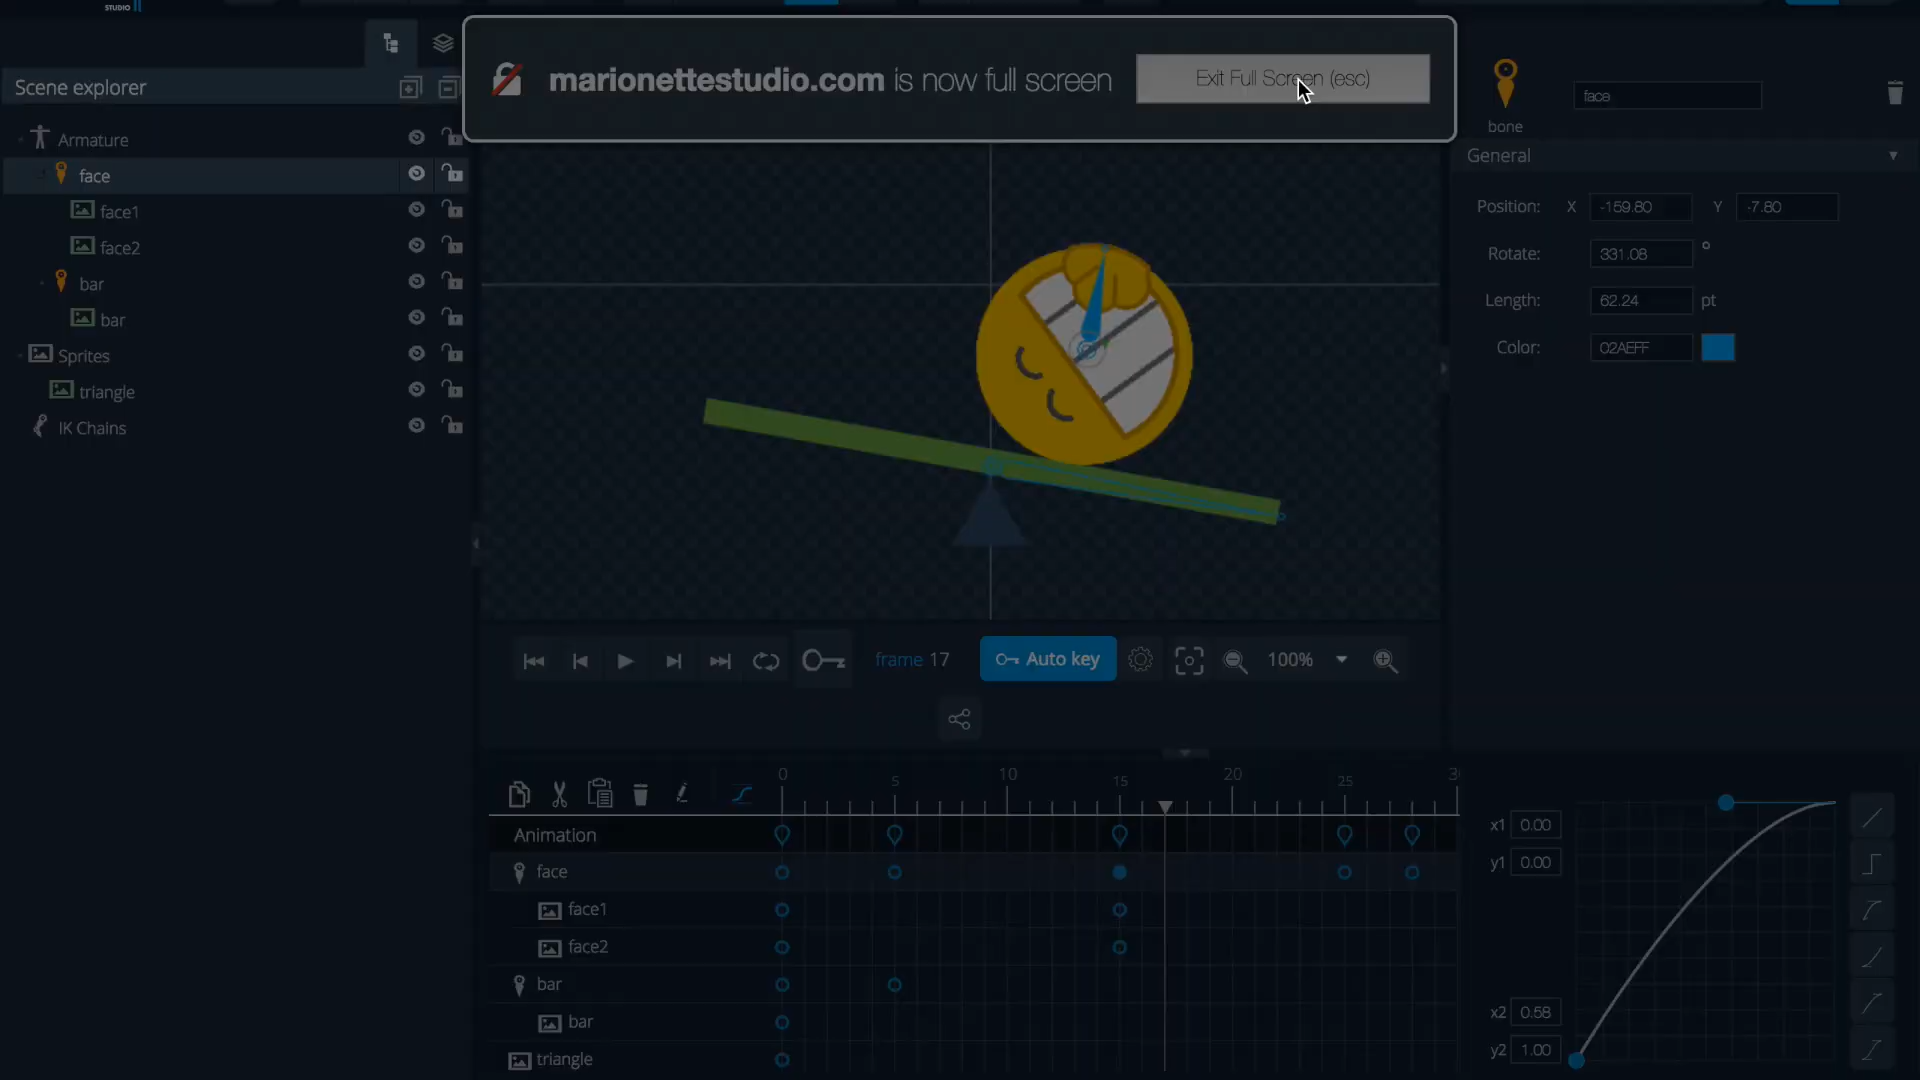 STUDIO
marionettestudio.com is now full screen
Exit Full Screen (esc)
Scene explorer
Armature
face
face1
face2
bar
bar
Sprites
triangle
IK Chains
bone
face
General
Position: X -159.80 Y -7.80
Rotate: 331.08 °
Length: 62.24 pt
Color: 02AEFF
frame 17
Auto key
100%
0 5 10 15 20 25
Animation
face
face1
face2
bar
bar
triangle
x1 0.00
y1 0.00
x2 0.58
y2 1.00